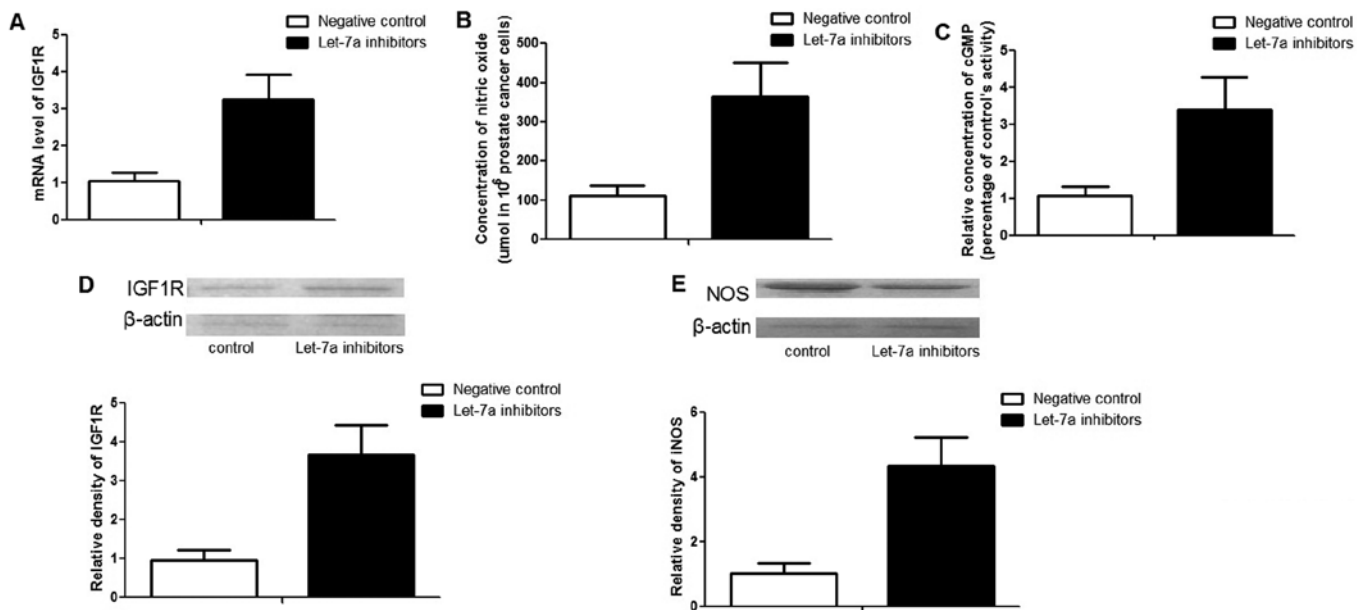 A
Negative control
Let-7a inhibitors
mRNA level of IGF1R
5
4
3
2
1
0
B
Negative control
Let-7a inhibitors
Concentration of nitric oxide
(umol in 10⁶ prostate cancer cells)
500
400
300
200
100
0
C
Negative control
Let-7a inhibitors
Relative concentration of cGMP
(percentage of control's activity)
5
4
3
2
1
0
D
IGF1R
β-actin
control Let-7a inhibitors
Negative control
Let-7a inhibitors
Relative density of IGF1R
5
4
3
2
1
0
E
NOS
β-actin
control Let-7a inhibitors
Negative control
Let-7a inhibitors
Relative density of iNOS
6
4
2
0